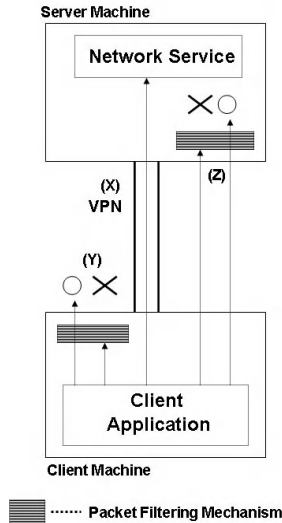 Server Machine
Network Service
(X)
VPN
(Z)
(Y)
Client
Application
Client Machine
Packet Filtering Mechanism